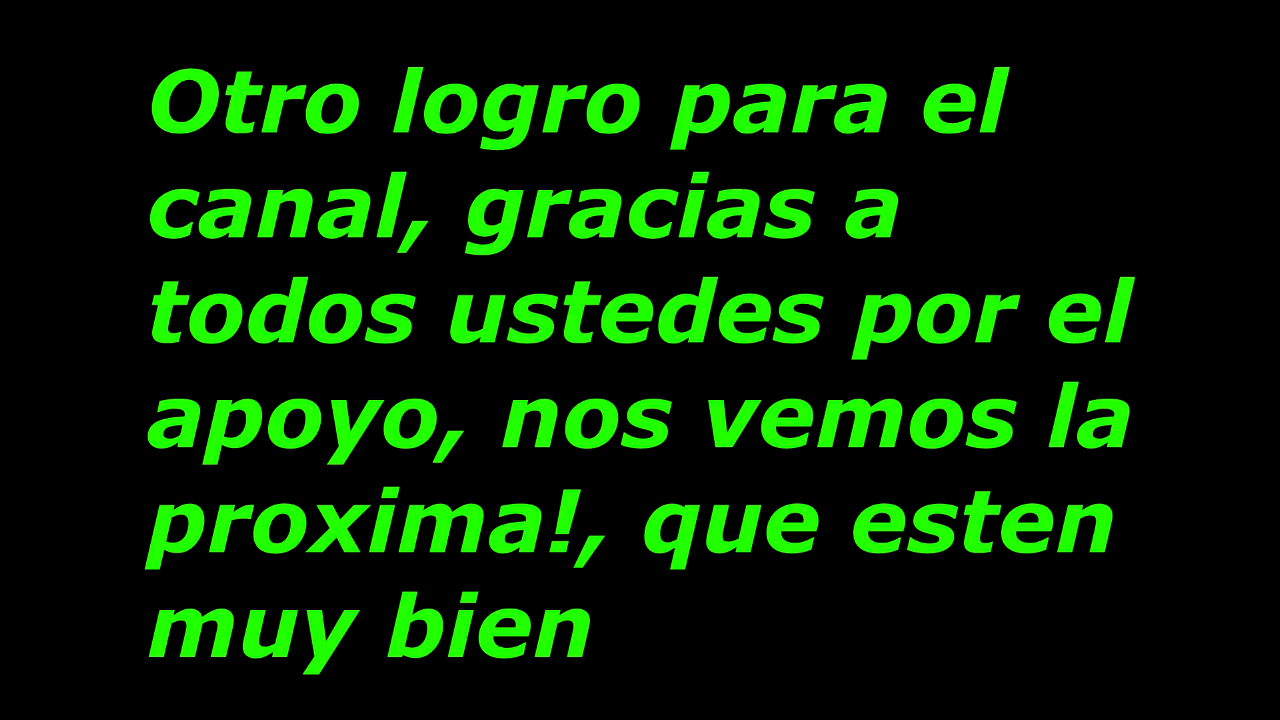 Otro logro para el
canal, gracias a
todos ustedes por el
apoyo, nos vemos la
proxima!, que esten
muy bien